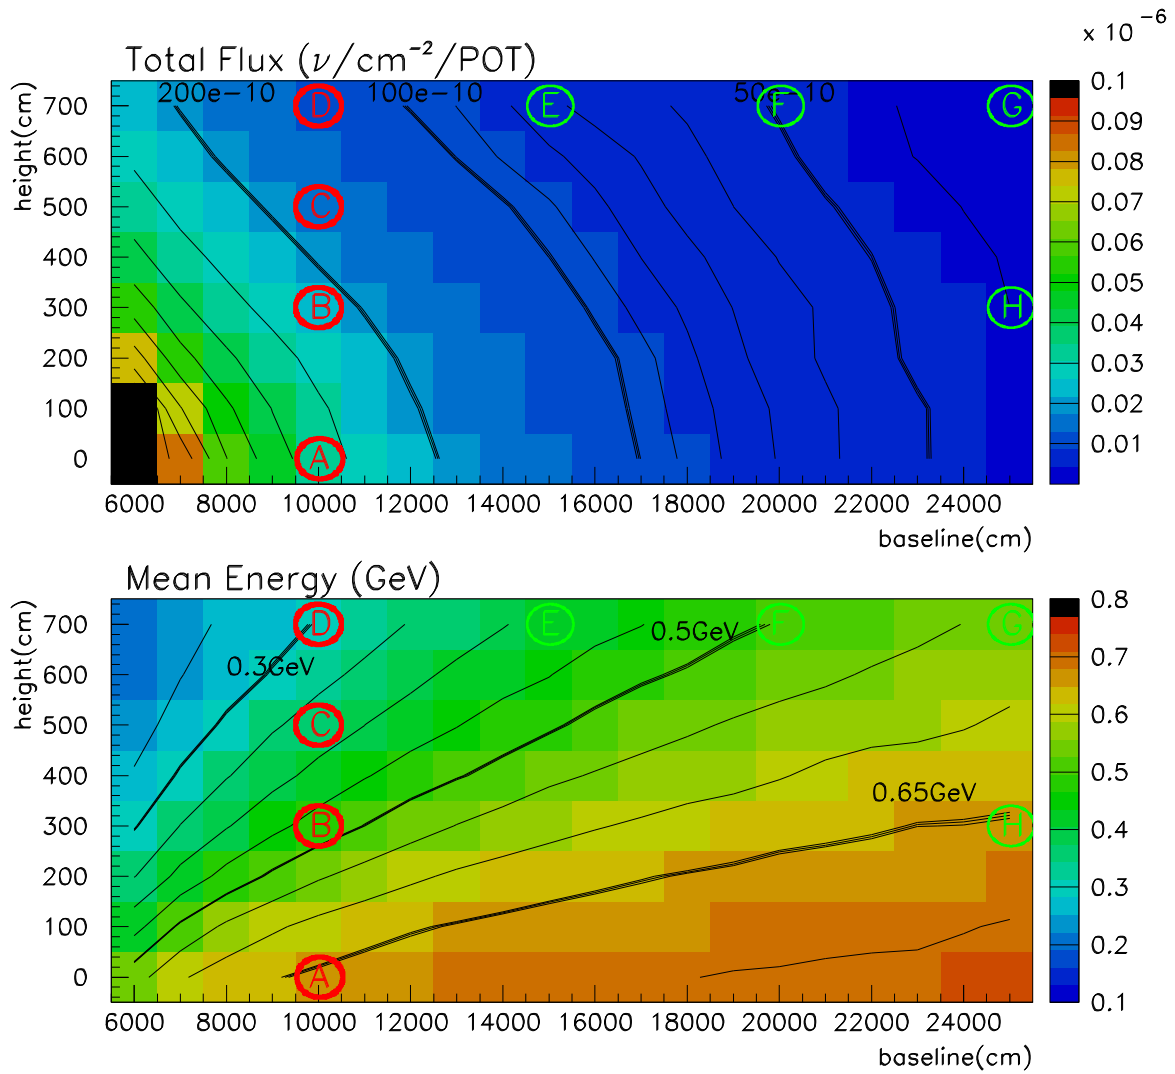 x 10 -6
Total Flux (ν/cm-2/POT)
200e-10 D 100e-10 E 50e-10 F G
C
B H
A
height(cm)
700
600
500
400
300
200
100
0
6000 8000 10000 12000 14000 16000 18000 20000 22000 24000
baseline(cm)
0.1
0.09
0.08
0.07
0.06
0.05
0.04
0.03
0.02
0.01
Mean Energy (GeV)
D E 0.5GeV F G
0.3GeV
C
0.65GeV
B H
A
height(cm)
700
600
500
400
300
200
100
0
6000 8000 10000 12000 14000 16000 18000 20000 22000 24000
baseline(cm)
0.8
0.7
0.6
0.5
0.4
0.3
0.2
0.1